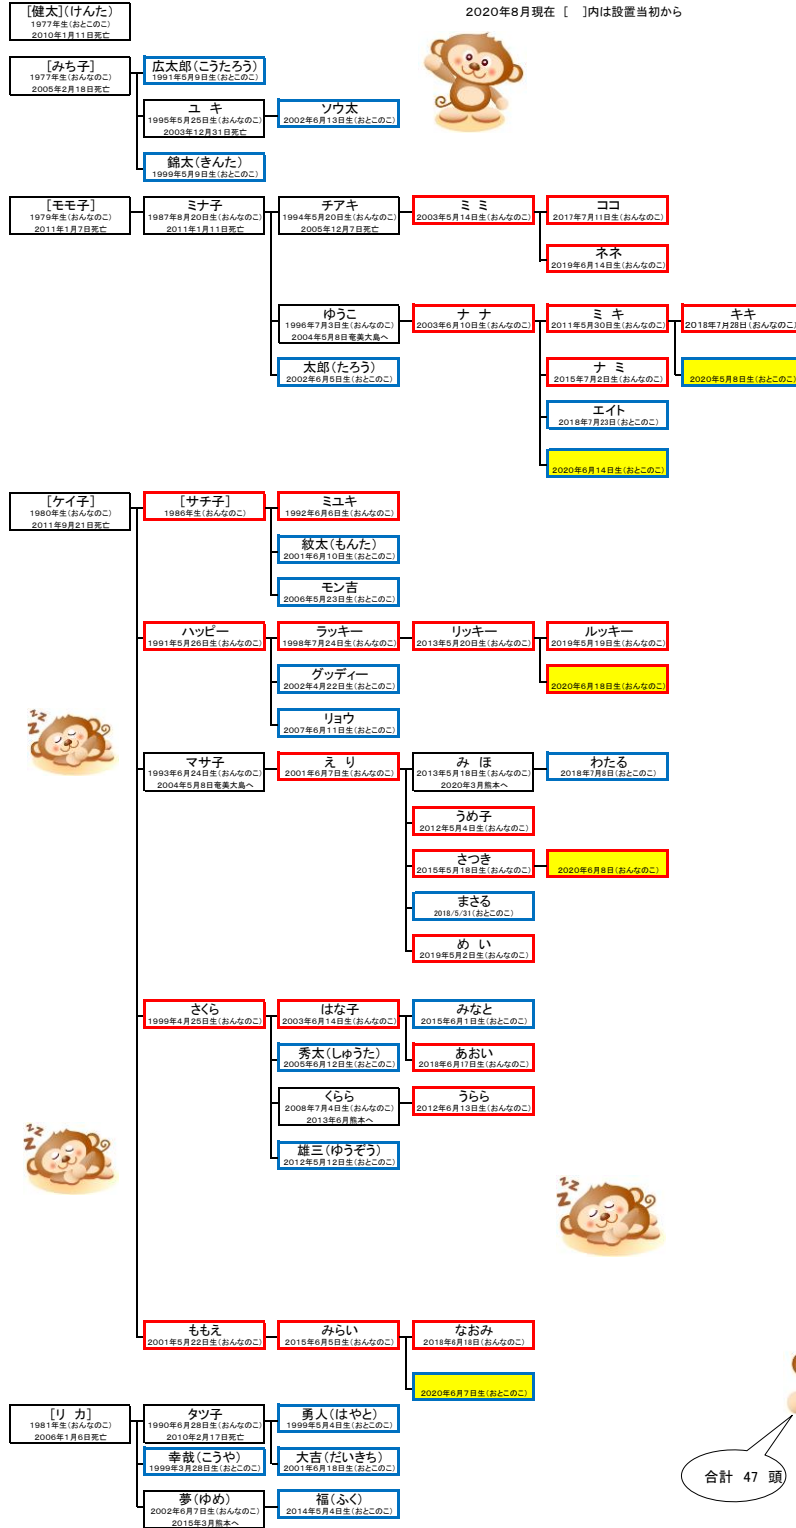 2020年8月現在 [ ]内は設置当初から
[健太](けんた)
1977年生(おとこのこ)
2010年1月11日死亡
[みち子]
1977年生(おんなのこ)
2005年2月18日死亡
広太郎(こうたろう)
1991年5月9日生(おとこのこ)
ユ キ
1995年5月25日生(おんなのこ)
2003年12月31日死亡
ソウ太
2002年6月13日生(おとこのこ)
錦太(きんた)
1999年5月9日生(おとこのこ)
[モモ子]
1979年生(おんなのこ)
2011年1月7日死亡
ミナ子
1987年8月20日生(おんなのこ)
2011年1月11日死亡
チアキ
1994年5月20日生(おんなのこ)
2005年12月7日死亡
ミ ミ
2003年5月14日生(おんなのこ)
ココ
2017年7月11日生(おんなのこ)
ネネ
2019年6月14日生(おんなのこ)
ゆうこ
1996年7月3日生(おんなのこ)
2004年5月8日奄美大島へ
ナ ナ
2003年6月10日生(おんなのこ)
ミ キ
2011年5月30日生(おんなのこ)
キキ
2018年7月28日(おんなのこ)
太郎(たろう)
2002年6月5日生(おとこのこ)
ナ ミ
2015年7月2日生(おんなのこ)
2020年5月8日生(おとこのこ)
エイト
2018年7月23日(おとこのこ)
2020年6月14日生(おとこのこ)
[ケイ子]
1980年生(おんなのこ)
2011年9月21日死亡
[サチ子]
1986年生(おんなのこ)
ミユキ
1992年6月6日生(おんなのこ)
紋太(もんた)
2001年6月10日生(おとこのこ)
モン吉
2006年5月23日生(おとこのこ)
ハッピー
1991年5月26日生(おんなのこ)
ラッキー
1998年7月24日生(おんなのこ)
リッキー
2013年5月20日生(おんなのこ)
ルッキー
2019年5月19日生(おんなのこ)
グッディー
2002年4月22日生(おとこのこ)
2020年6月18日生(おんなのこ)
リョウ
2007年6月11日生(おとこのこ)
マサ子
1993年6月24日生(おんなのこ)
2004年5月8日奄美大島へ
え り
2001年6月7日生(おんなのこ)
み ほ
2013年5月18日生(おんなのこ)
2020年3月熊本へ
わたる
2018年7月8日(おとこのこ)
うめ子
2012年5月4日生(おんなのこ)
さつき
2015年5月18日生(おんなのこ)
2020年6月8日(おんなのこ)
まさる
2018/5/31(おとこのこ)
め い
2019年5月2日生(おんなのこ)
さくら
1999年4月25日生(おんなのこ)
はな子
2003年6月14日生(おんなのこ)
みなと
2015年6月1日生(おとこのこ)
秀太(しゅうた)
2005年6月12日生(おとこのこ)
あおい
2018年6月17日生(おんなのこ)
くらら
2008年7月4日生(おんなのこ)
2013年6月熊本へ
うらら
2012年6月13日生(おんなのこ)
雄三(ゆうぞう)
2012年5月12日生(おとこのこ)
ももえ
2001年5月22日生(おんなのこ)
みらい
2015年6月5日生(おんなのこ)
なおみ
2018年6月18日(おんなのこ)
2020年6月7日生(おとこのこ)
[リ カ]
1981年生(おんなのこ)
2006年1月6日死亡
タツ子
1990年6月28日生(おんなのこ)
2010年2月17日死亡
勇人(はやと)
1999年5月4日生(おとこのこ)
幸哉(こうや)
1999年3月28日生(おとこのこ)
大吉(だいきち)
2001年6月18日生(おとこのこ)
夢(ゆめ)
2002年6月7日生(おんなのこ)
2015年3月熊本へ
福(ふく)
2014年5月4日生(おとこのこ)
合計 47 頭
zzz
zzz
zzz